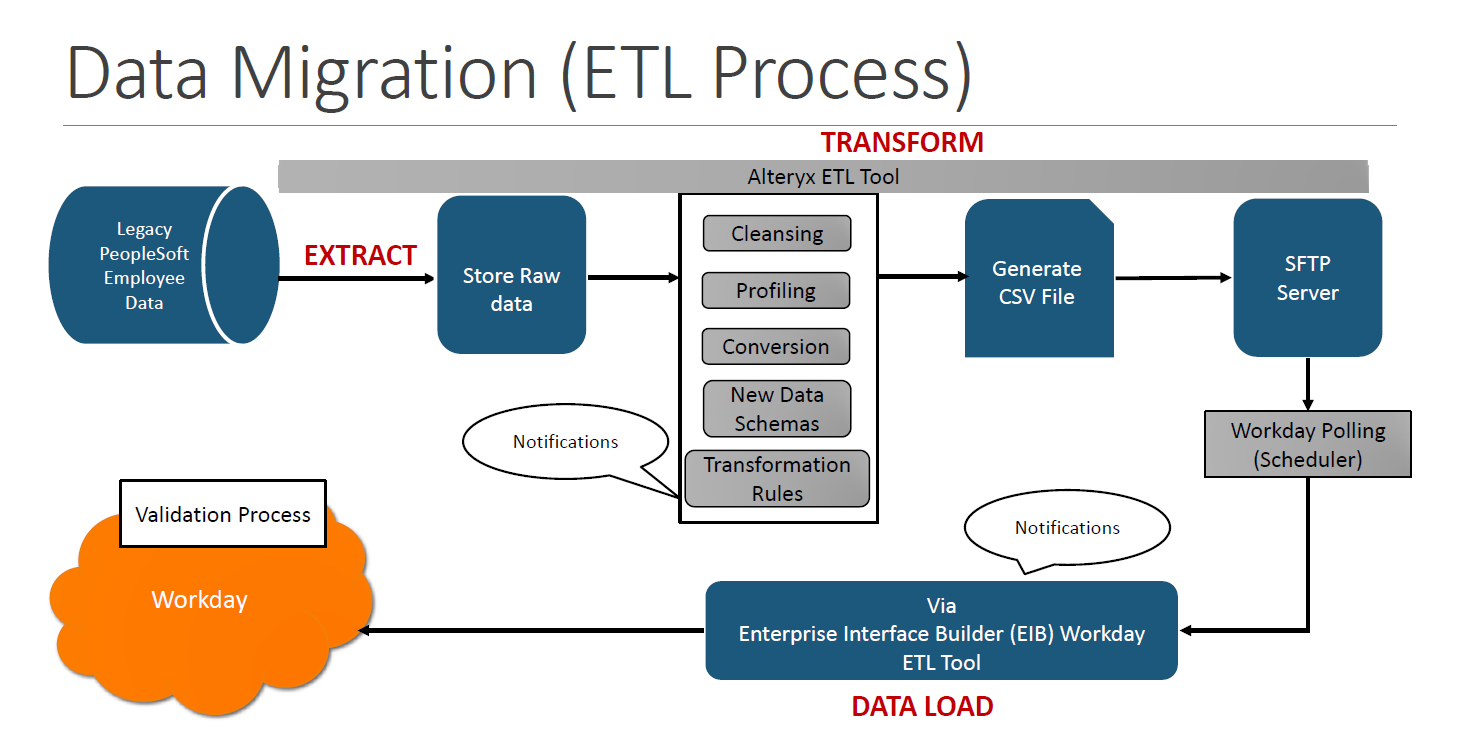 Data Migration (ETL Process)
TRANSFORM
Alteryx ETL Tool
Legacy
PeopleSoft
Employee
Data
EXTRACT
Store Raw
data
Cleansing
Profiling
Conversion
New Data
Schemas
Transformation
Rules
Notifications
Generate
CSV File
SFTP
Server
Workday Polling
(Scheduler)
Notifications
Via
Enterprise Interface Builder (EIB) Workday
ETL Tool
DATA LOAD
Validation Process
Workday